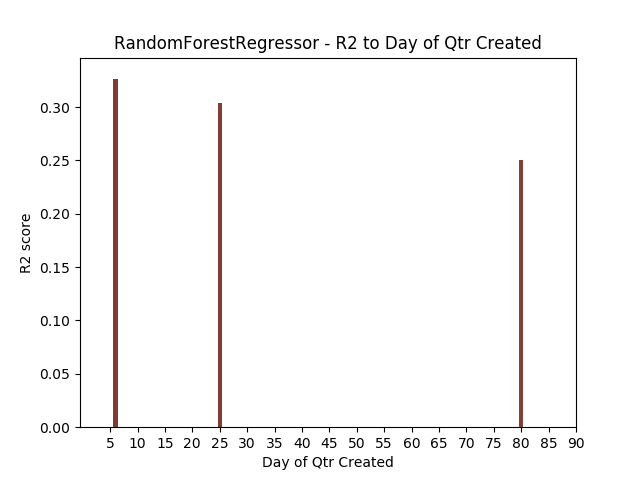 RandomForestRegressor - R2 to Day of Qtr Created
R2 score
0.30
0.25
0.20
0.15
0.10
0.05
0.00
5 10 15 20 25 30 35 40 45 50 55 60 65 70 75 80 85 90
Day of Qtr Created